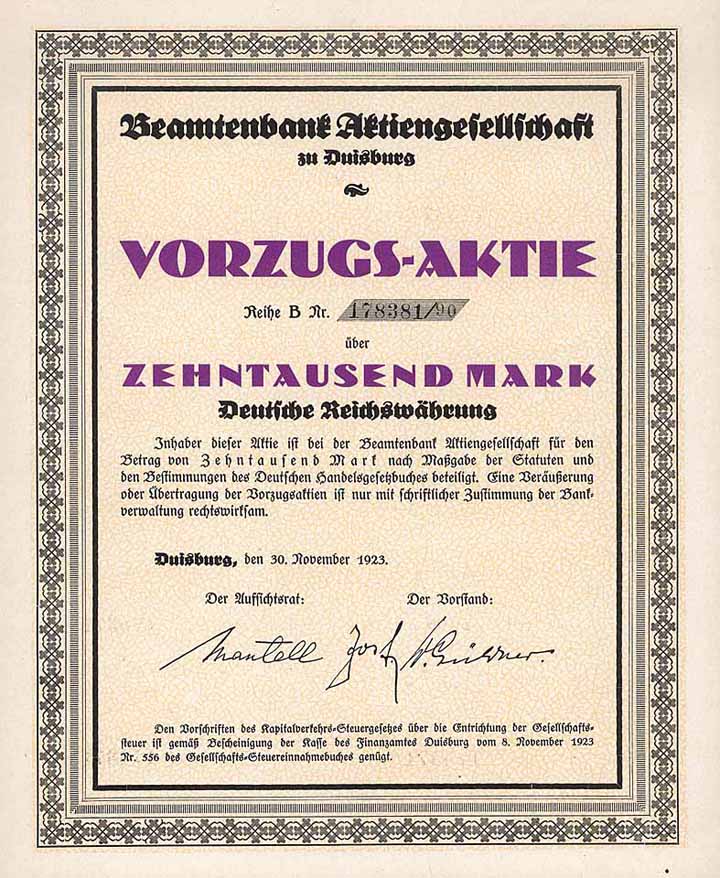 Beamtenbank Aktiengesellschaft
zu Duisburg
VORZUGS-AKTIE
Reihe B Nr. 178381/90
über
ZEHNTAUSEND MARK
Deutsche Reichswährung
Inhaber dieser Aktie ist bei der Beamtenbank Aktiengesellschaft für den
Betrag von Zehntausend Mark nach Maßgabe der Statuten und
den Bestimmungen des Deutschen Handelsgesetzbuches beteiligt. Eine Veräußerung
oder Übertragung der Vorzugsaktien ist nur mit schriftlicher Zustimmung der Bank-
verwaltung rechtswirksam.
Duisburg, den 30. November 1923.
Der Aufsichtsrat: Der Vorstand:
Mantell
Den Vorschriften des Kapitalverkehrs-Steuergesetzes über die Entrichtung der Gesellschafts-
steuer ist gemäß Bescheinigung der Kasse des Finanzamtes Duisburg vom 8. November 1923
Nr. 556 des Gesellschafts-Steuereinnahmebuches genügt.